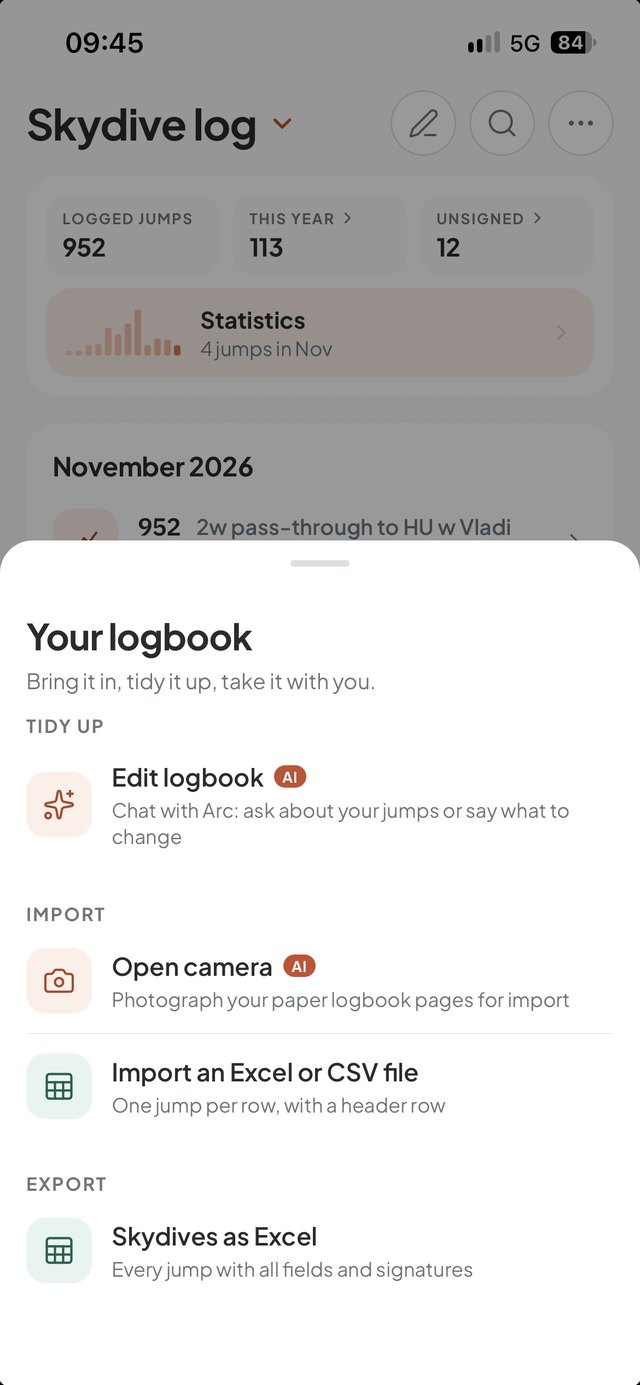 09:45
5G 84
Skydive log
LOGGED JUMPS
952
THIS YEAR
113
UNSIGNED
12
Statistics
4 jumps in Nov
November 2026
952 2w pass-through to HU w Vladi
Your logbook
Bring it in, tidy it up, take it with you.
TIDY UP
Edit logbook AI
Chat with Arc: ask about your jumps or say what to
change
IMPORT
Open camera AI
Photograph your paper logbook pages for import
Import an Excel or CSV file
One jump per row, with a header row
EXPORT
Skydives as Excel
Every jump with all fields and signatures